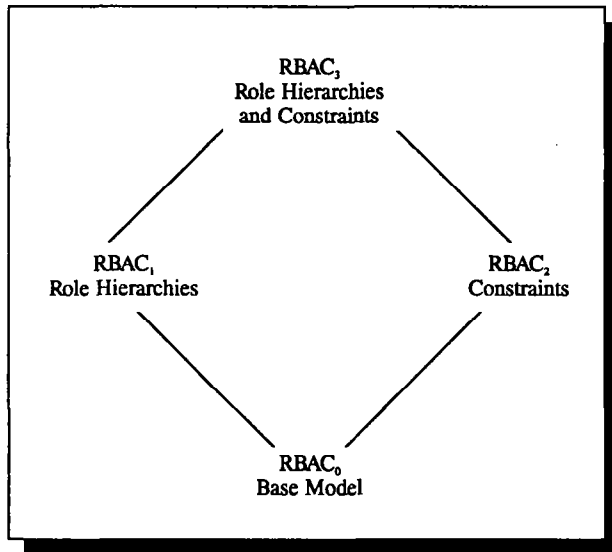 RBAC₃
Role Hierarchies
and Constraints
RBAC₁
Role Hierarchies
RBAC₂
Constraints
RBAC₀
Base Model